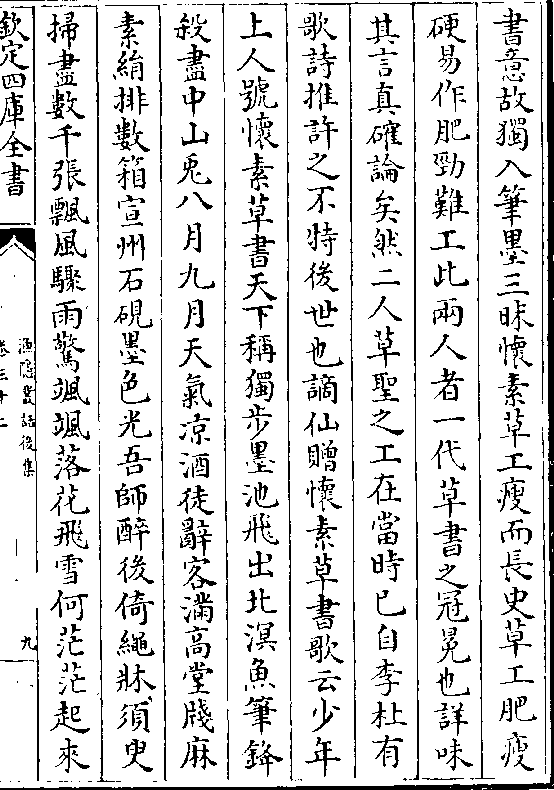 書意故獨入筆墨三昧懷素草工瘦而長史草工肥瘦
硬易作肥勁難工此兩人者一代草書之冠冕也詳味
其言真確論矣然二人草聖之工在當時已自李杜有
歌詩推許之不特後世也謫仙贈懷素草書歌云少年
上人號懷素草書天下稱獨步墨池飛出北溟魚筆鋒
殺盡中山兎八月九月天氣凉酒徒辭客滿高堂牋麻
素絹排數箱宣州石硯墨色光吾師醉後倚繩牀須臾
掃盡數千張飄風驟雨驚颯颯落花飛雪何茫茫起來
欽定四庫全書
漁隱叢話後集
卷三十二
九